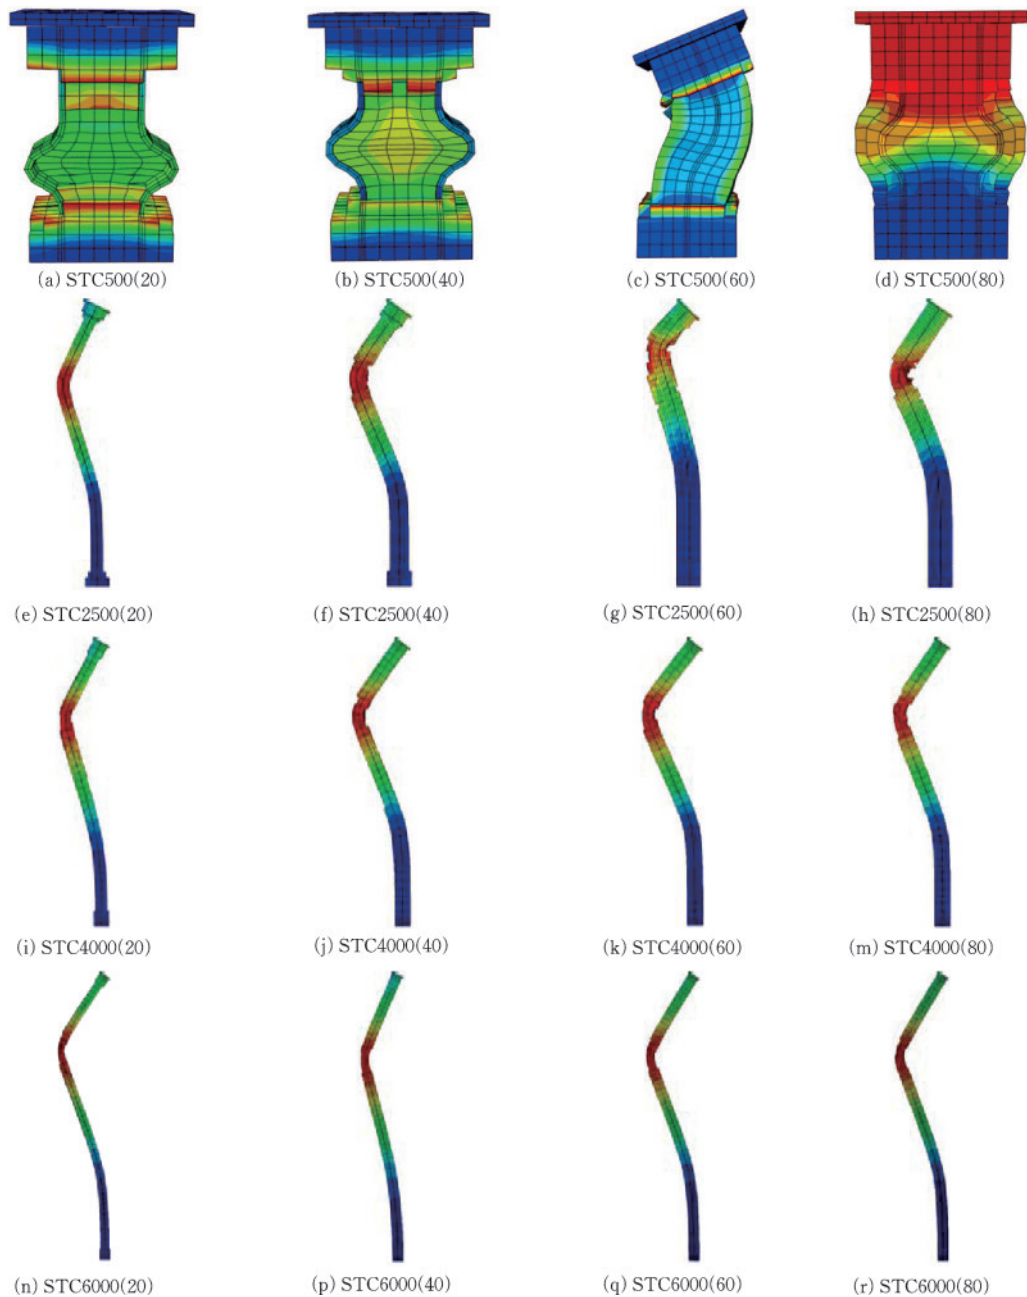 (a) STC500(20)
(b) STC500(40)
(c) STC500(60)
(d) STC500(80)
(e) STC2500(20)
(f) STC2500(40)
(g) STC2500(60)
(h) STC2500(80)
(i) STC4000(20)
(j) STC4000(40)
(k) STC4000(60)
(m) STC4000(80)
(n) STC6000(20)
(p) STC6000(40)
(q) STC6000(60)
(r) STC6000(80)